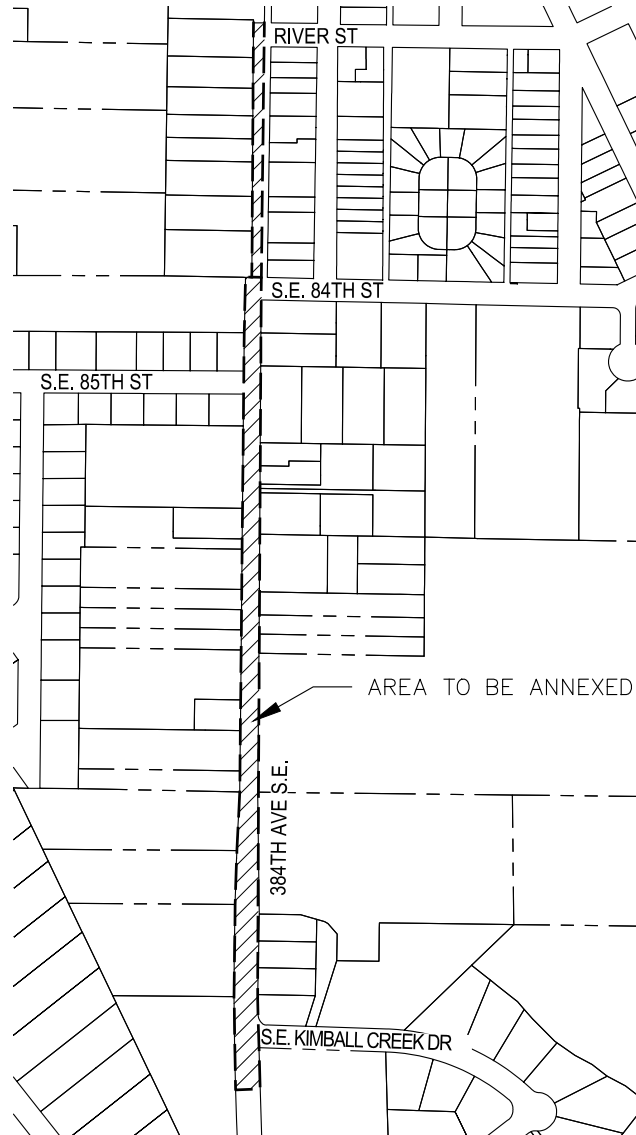 RIVER ST
S.E. 84TH ST
S.E. 85TH ST
AREA TO BE ANNEXED
384TH AVE S.E.
S.E. KIMBALL CREEK DR